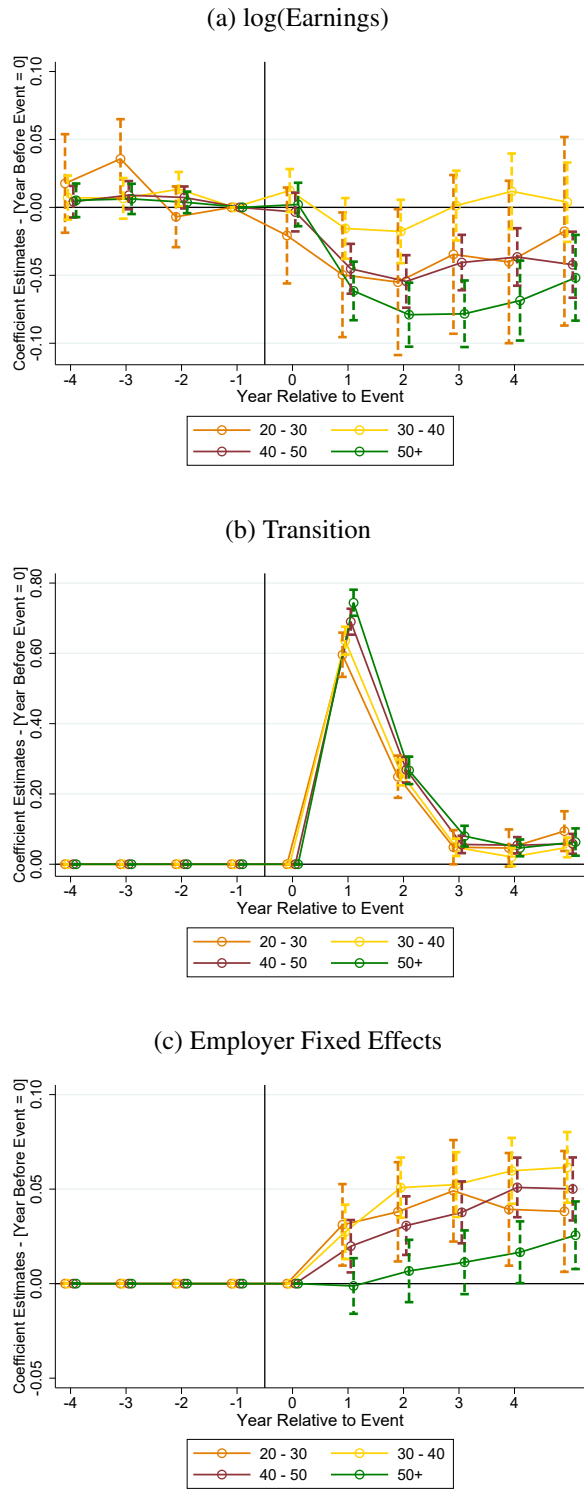 (a) log(Earnings)
Coefficient Estimates - [Year Before Event = 0]
0.10
0.05
0.00
-0.05
-0.10
-4 -3 -2 -1 0 1 2 3 4
Year Relative to Event
20 - 30 30 - 40
40 - 50 50+
(b) Transition
Coefficient Estimates - [Year Before Event = 0]
0.80
0.60
0.40
0.20
0.00
-4 -3 -2 -1 0 1 2 3 4
Year Relative to Event
20 - 30 30 - 40
40 - 50 50+
(c) Employer Fixed Effects
Coefficient Estimates - [Year Before Event = 0]
0.10
0.05
0.00
-0.05
-4 -3 -2 -1 0 1 2 3 4
Year Relative to Event
20 - 30 30 - 40
40 - 50 50+